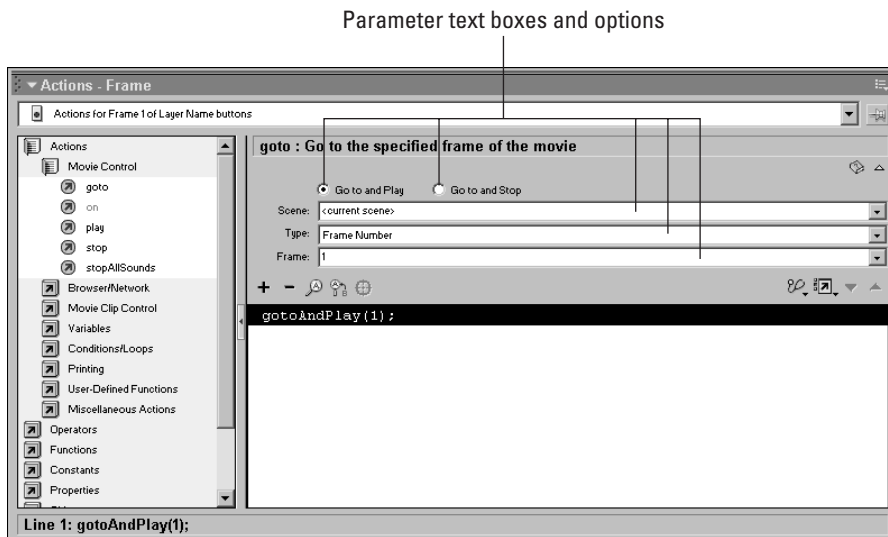 Parameter text boxes and options
Actions - Frame
Actions for Frame 1 of Layer Name buttons
Actions
Movie Control
goto
on
play
stop
stopAllSounds
Browser/Network
Movie Clip Control
Variables
Conditions/Loops
Printing
User-Defined Functions
Miscellaneous Actions
Operators
Functions
Constants
Properties
goto : Go to the specified frame of the movie
Go to and Play Go to and Stop
Scene: <current scene>
Type: Frame Number
Frame: 1
gotoAndPlay(1);
Line 1: gotoAndPlay(1);